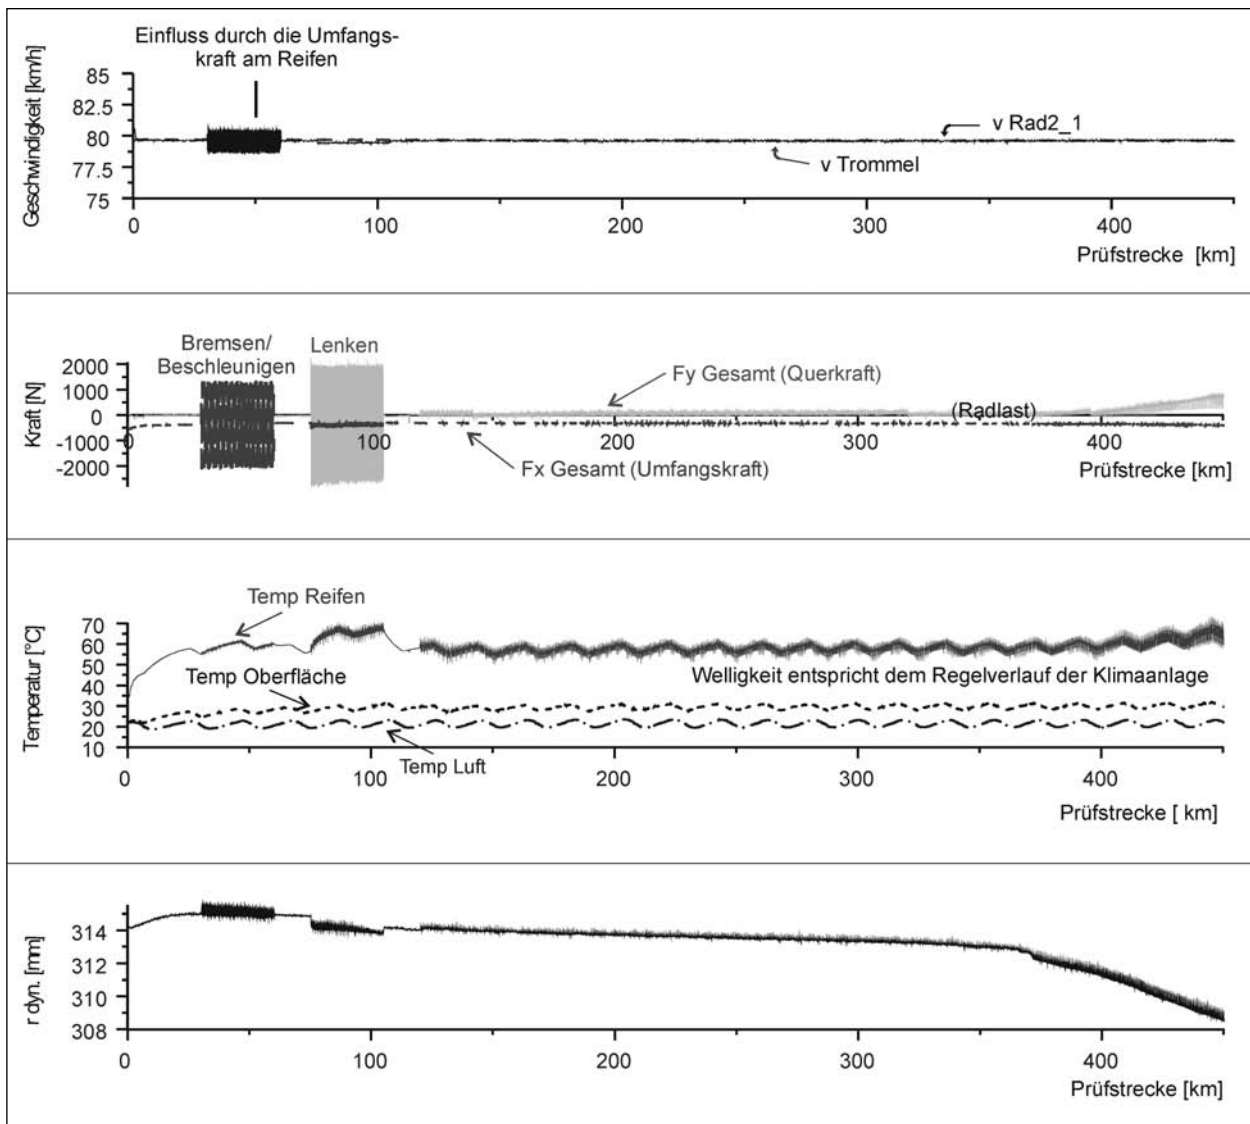 Einfluss durch die Umfangs-
kraft am Reifen
Geschwindigkeit [km/h]
85
82.5
80
77.5
75
v Rad2_1
v Trommel
0 100 200 300 400
Prüfstrecke [km]
Bremsen/
Beschleunigen
Lenken
Kraft [N]
2000
1000
0
-1000
-2000
Fy Gesamt (Querkraft)
(Radlast)
0 100 200 300 400
Fx Gesamt (Umfangskraft)
Prüfstrecke [km]
Temp Reifen
Temperatur [°C]
70
60
50
40
30
20
10
Temp Oberfläche
Welligkeit entspricht dem Regelverlauf der Klimaanlage
Temp Luft
0 100 200 300 400
Prüfstrecke [ km]
r dyn. [mm]
314
312
310
308
0 100 200 300 400
Prüfstrecke [km]